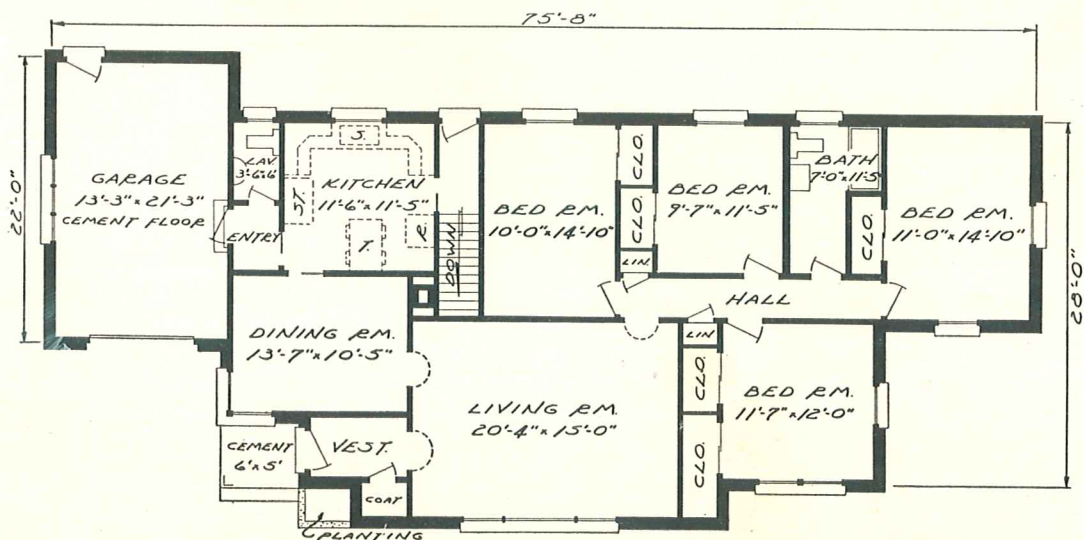 75'-8"
22'-0"
28'-0"
GARAGE
13'-3" x 21'-3"
CEMENT FLOOR
LAV.
3'-6"x6'
ENTRY
S.
ST.
KITCHEN
11'-6" x 11'-5"
T.
R.
DOWN
BED RM.
10'-0" x 14'-10"
CLO.
CLO.
LIN.
BED RM.
9'-7" x 11'-5"
BATH
7'-0" x 11'-5
CLO.
BED RM.
11'-0" x 14'-10"
HALL
DINING RM.
13'-7" x 10'-5"
LIVING RM.
20'-4" x 15'-0"
LIN
CLO.
CLO.
BED RM.
11'-7" x 12'-0"
CEMENT
6' x 5'
VEST.
COAT
PLANTING